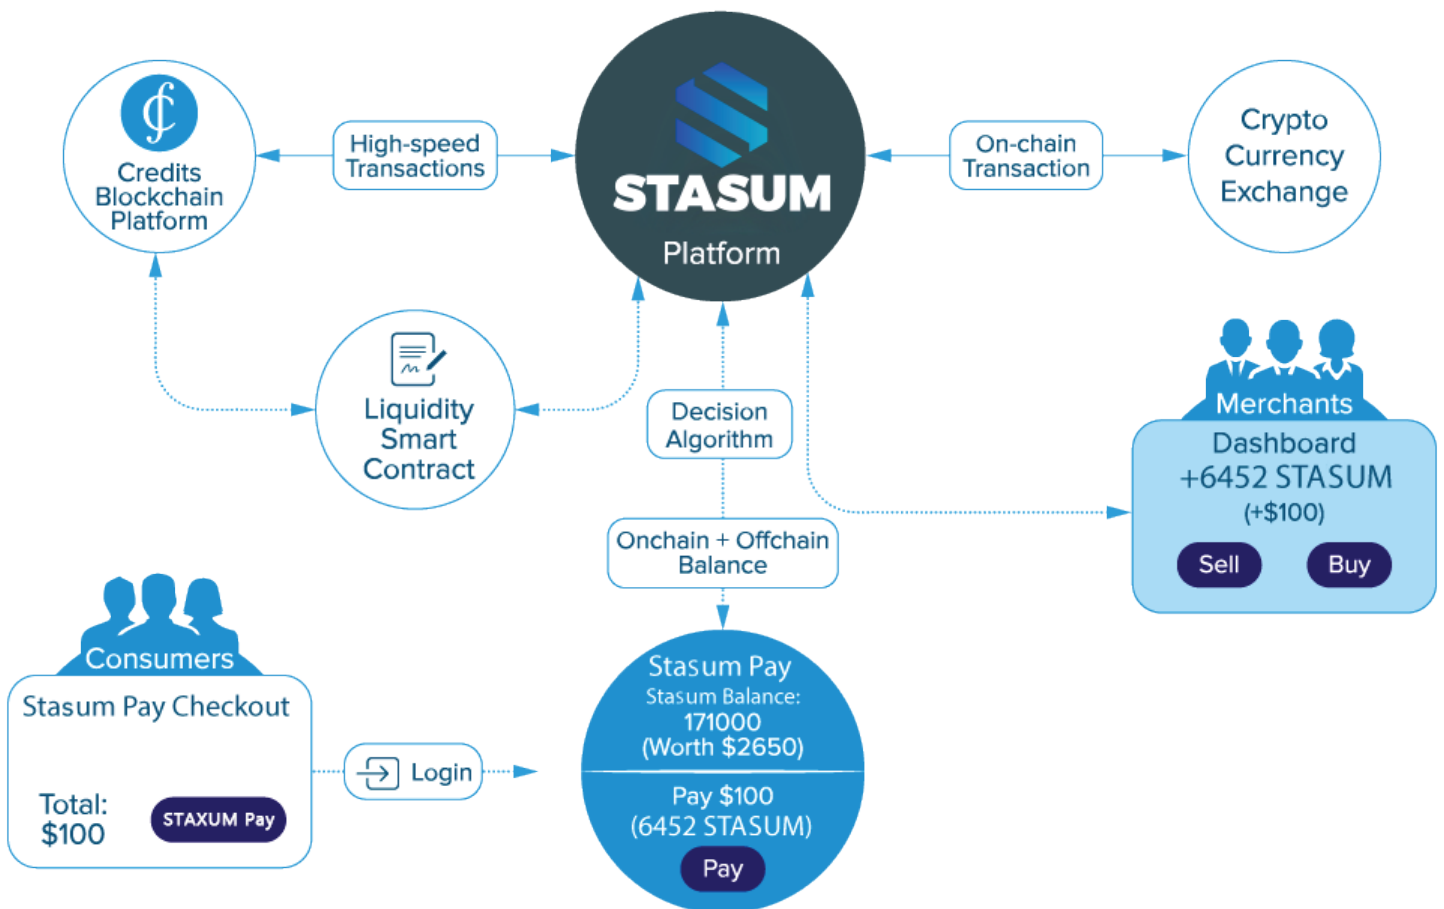 Credits
Blockchain
Platform
High-speed
Transactions
STASUM
Platform
On-chain
Transaction
Crypto
Currency
Exchange
Liquidity
Smart
Contract
Decision
Algorithm
Onchain + Offchain
Balance
Merchants
Dashboard
+6452 STASUM
(+$100)
Sell
Buy
Consumers
Stasum Pay Checkout
Total:
$100
STAXUM Pay
Login
Stasum Pay
Stasum Balance:
171000
(Worth $2650)
Pay $100
(6452 STASUM)
Pay